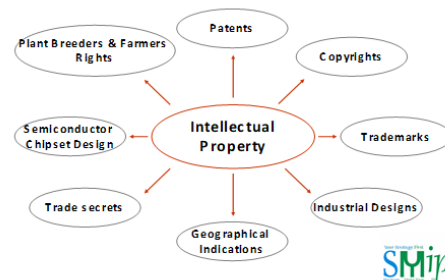 Patents
Plant Breeders & Farmers
Rights
Copyrights
Semiconductor
Chipset Design
Intellectual
Property
Trademarks
Trade secrets
Industrial Designs
Geographical
Indications
SMip